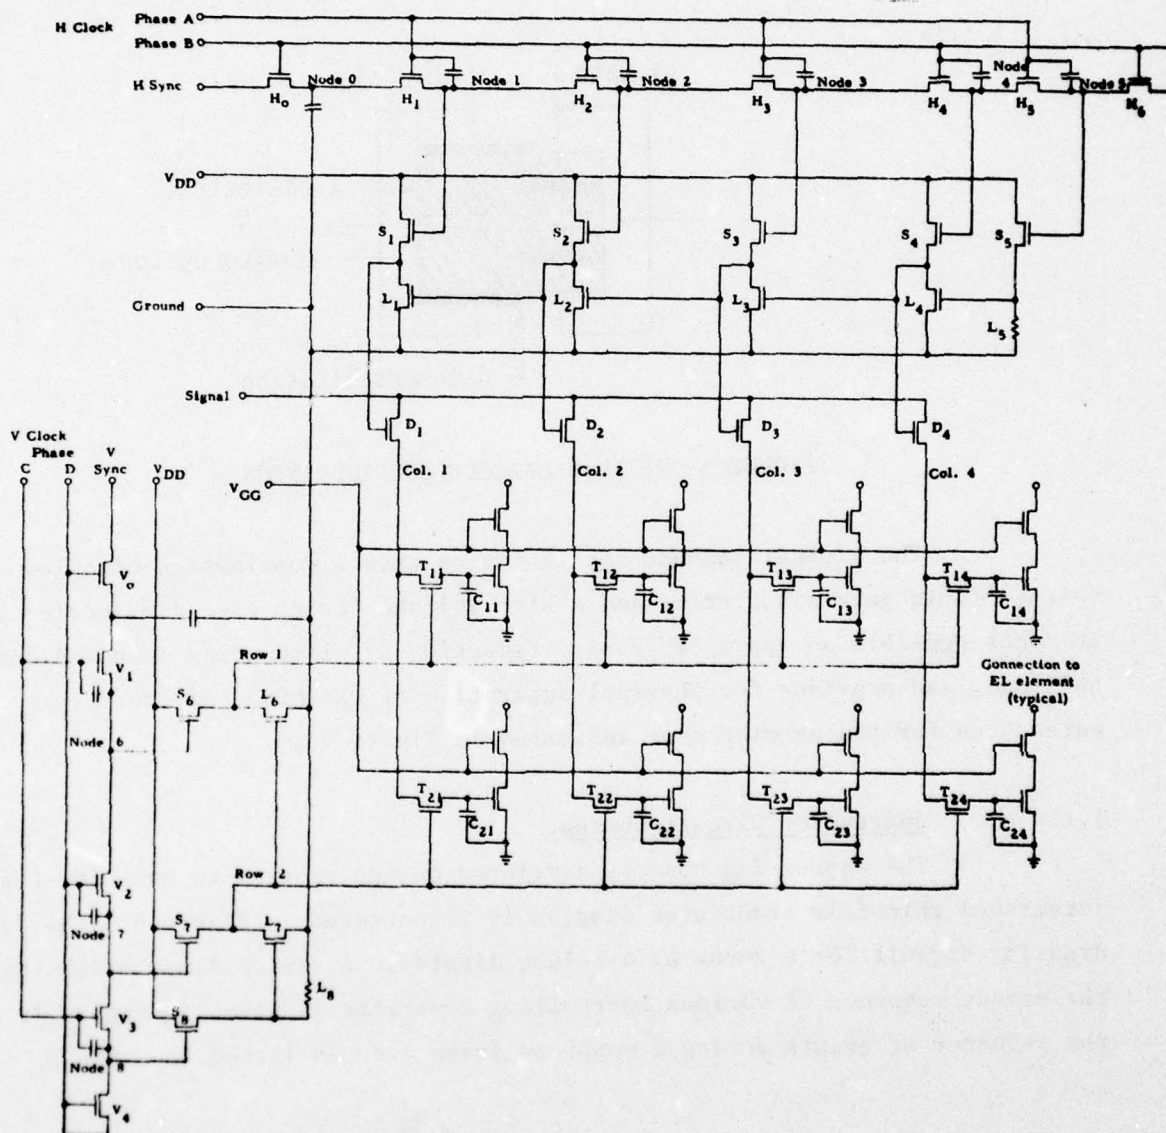 H Clock
Phase A
Phase B
H Sync
Node 0
Node 1
Node 2
Node 3
Node 4
Node 5
H₀
H₁
H₂
H₃
H₄
H₅
M₆
V_DD
S₁
S₂
S₃
S₄
S₅
Ground
L₁
L₂
L₃
L₄
L₅
Signal
D₁
D₂
D₃
D₄
V Clock
Phase
C
D
V
Sync
V_DD
V_GG
Col. 1
Col. 2
Col. 3
Col. 4
V₀
T₁₁
T₁₂
T₁₃
T₁₄
C₁₁
C₁₂
C₁₃
C₁₄
Row 1
V₁
S₆
L₆
Node 6
Connection to
EL element
(typical)
T₂₁
T₂₂
T₂₃
T₂₄
C₂₁
C₂₂
C₂₃
C₂₄
Row 2
V₂
S₇
L₇
Node 7
L₈
V₃
S₈
Node 8
V₄